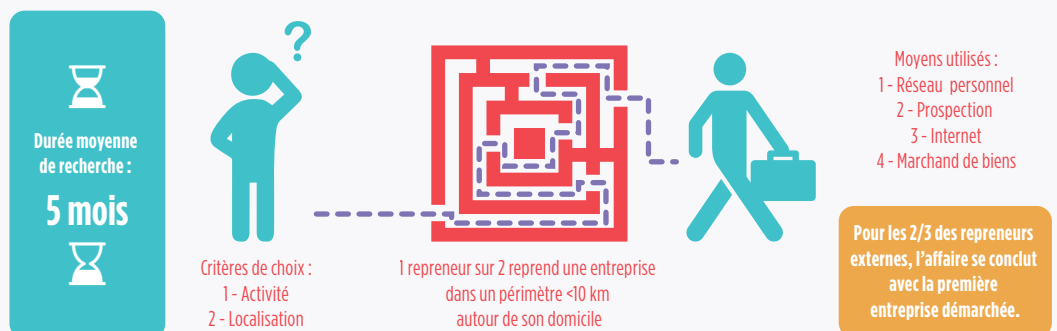 Durée moyenne
de recherche :
5 mois
?
Critères de choix :
1 - Activité
2 - Localisation
1 repreneur sur 2 reprend une entreprise
dans un périmètre <10 km
autour de son domicile
Moyens utilisés :
1 - Réseau personnel
2 - Prospection
3 - Internet
4 - Marchand de biens
Pour les 2/3 des repreneurs
externes, l'affaire se conclut
avec la première
entreprise démarchée.